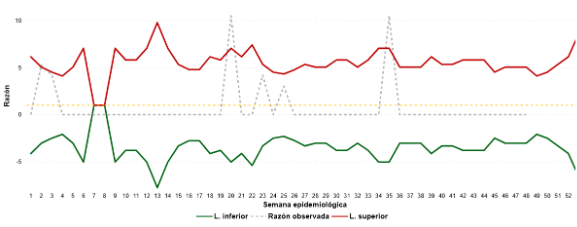 10
5
0
-5
Razón
1 2 3 4 5 6 7 8 9 10 11 12 13 14 15 16 17 18 19 20 21 22 23 24 25 26 27 28 29 30 31 32 33 34 35 36 37 38 39 40 41 42 43 44 45 46 47 48 49 50 51 52
Semana epidemiológica
L. inferior Razón observada L. superior